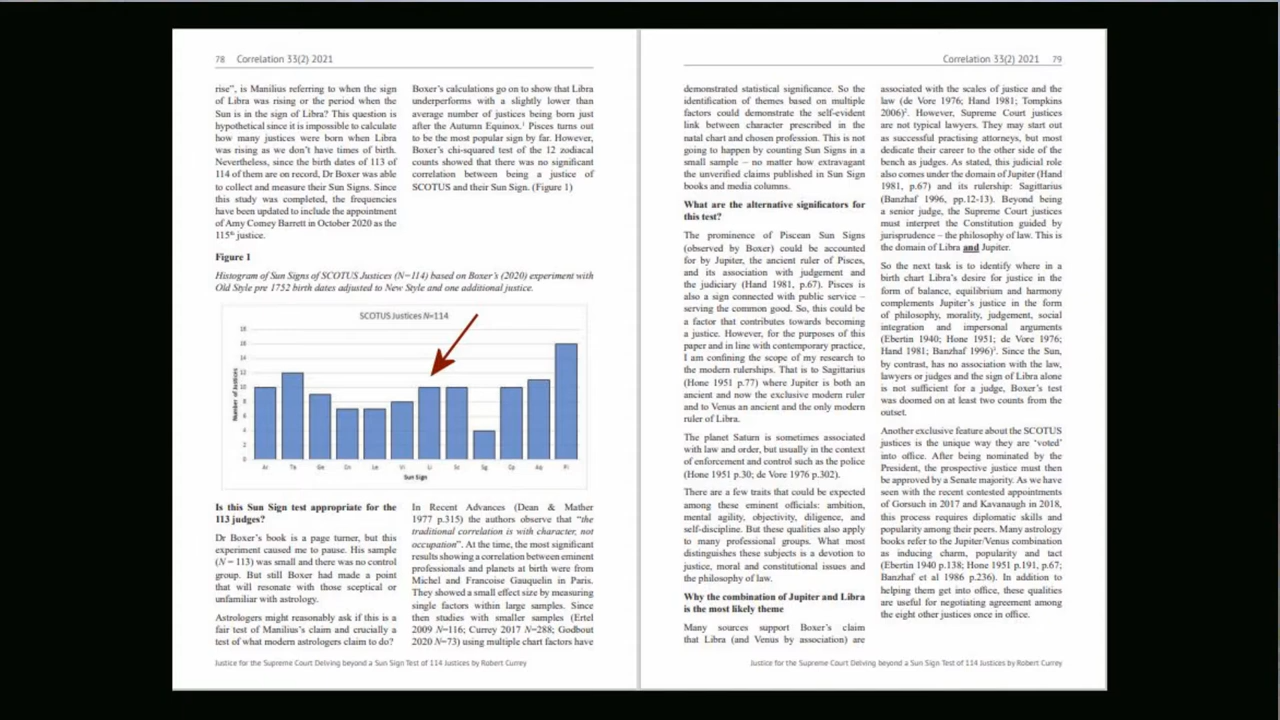 78 Correlation 33(2) 2021
rise”, is Manilius referring to when the sign
of Libra was rising or the period when the
Sun is in the sign of Libra? This question is
hypothetical since it is impossible to calculate
how many justices were born when Libra
was rising as we don’t have times of birth.
Nevertheless, since the birth dates of 113 of
114 of them are on record, Dr Boxer was able
to collect and measure their Sun Signs. Since
this study was completed, the frequencies
have been updated to include the appointment
of Amy Comey Barrett in October 2020 as the
115th justice.
Boxer’s calculations go on to show that Libra
underperforms with a slightly lower than
average number of justices being born just
after the Autumn Equinox.1 Pisces turns out
to be the most popular sign by far. However,
Boxer’s chi-squared test of the 12 zodiacal
counts showed that there was no significant
correlation between being a justice of
SCOTUS and their Sun Sign. (Figure 1)
Figure 1
Histogram of Sun Signs of SCOTUS Justices (N=114) based on Boxer’s (2020) experiment with
Old Style pre 1752 birth dates adjusted to New Style and one additional justice.
SCOTUS Justices N=114
Number of Justices
18
16
14
12
10
8
6
4
2
0
Ar Ta Ge Cn Le Vi Li Sc Sg Cp Aq Pi
Sun Sign
Is this Sun Sign test appropriate for the
113 judges?
Dr Boxer’s book is a page turner, but this
experiment caused me to pause. His sample
(N = 113) was small and there was no control
group. But still Boxer had made a point
that will resonate with those sceptical or
unfamiliar with astrology.
Astrologers might reasonably ask if this is a
fair test of Manilius’s claim and crucially a
test of what modern astrologers claim to do?
In Recent Advances (Dean & Mather
1977 p.315) the authors observe that “the
traditional correlation is with character, not
occupation”. At the time, the most significant
results showing a correlation between eminent
professionals and planets at birth were from
Michel and Francoise Gauquelin in Paris.
They showed a small effect size by measuring
single factors within large samples. Since
then studies with smaller samples (Ertel
2009 N=116; Currey 2017 N=288; Godbout
2020 N=73) using multiple chart factors have
Justice for the Supreme Court Delving beyond a Sun Sign Test of 114 Justices by Robert Currey
Correlation 33(2) 2021 79
demonstrated statistical significance. So the
identification of themes based on multiple
factors could demonstrate the self-evident
link between character prescribed in the
natal chart and chosen profession. This is not
going to happen by counting Sun Signs in a
small sample – no matter how extravagant
the unverified claims published in Sun Sign
books and media columns.
What are the alternative significators for
this test?
The prominence of Piscean Sun Signs
(observed by Boxer) could be accounted
for by Jupiter, the ancient ruler of Pisces,
and its association with judgement and
the judiciary (Hand 1981, p.67). Pisces is
also a sign connected with public service –
serving the common good. So, this could be
a factor that contributes towards becoming
a justice. However, for the purposes of this
paper and in line with contemporary practice,
I am confining the scope of my research to
the modern rulerships. That is to Sagittarius
(Hone 1951 p.77) where Jupiter is both an
ancient and now the exclusive modern ruler
and to Venus an ancient and the only modern
ruler of Libra.
The planet Saturn is sometimes associated
with law and order, but usually in the context
of enforcement and control such as the police
(Hone 1951 p.30; de Vore 1976 p.302).
There are a few traits that could be expected
among these eminent officials: ambition,
mental agility, objectivity, diligence, and
self-discipline. But these qualities also apply
to many professional groups. What most
distinguishes these subjects is a devotion to
justice, moral and constitutional issues and
the philosophy of law.
Why the combination of Jupiter and Libra
is the most likely theme
Many sources support Boxer’s claim
that Libra (and Venus by association) are
associated with the scales of justice and the
law (de Vore 1976; Hand 1981; Tompkins
2006)2. However, Supreme Court justices
are not typical lawyers. They may start out
as successful practising attorneys, but most
dedicate their career to the other side of the
bench as judges. As stated, this judicial role
also comes under the domain of Jupiter (Hand
1981, p.67) and its rulership: Sagittarius
(Banzhaf 1996, pp.12-13). Beyond being
a senior judge, the Supreme Court justices
must interpret the Constitution guided by
jurisprudence – the philosophy of law. This is
the domain of Libra and Jupiter.
So the next task is to identify where in a
birth chart Libra’s desire for justice in the
form of balance, equilibrium and harmony
complements Jupiter’s justice in the form
of philosophy, morality, judgement, social
integration and impersonal arguments
(Ebertin 1940; Hone 1951; de Vore 1976;
Hand 1981; Banzhaf 1996)3. Since the Sun,
by contrast, has no association with the law,
lawyers or judges and the sign of Libra alone
is not sufficient for a judge, Boxer’s test
was doomed on at least two counts from the
outset.
Another exclusive feature about the SCOTUS
justices is the unique way they are ‘voted’
into office. After being nominated by the
President, the prospective justice must then
be approved by a Senate majority. As we have
seen with the recent contested appointments
of Gorsuch in 2017 and Kavanaugh in 2018,
this process requires diplomatic skills and
popularity among their peers. Many astrology
books refer to the Jupiter/Venus combination
as inducing charm, popularity and tact
(Ebertin 1940 p.138; Hone 1951 p.191, p.67;
Banzhaf et al 1986 p.236). In addition to
helping them get into office, these qualities
are useful for negotiating agreement among
the eight other justices once in office.
Justice for the Supreme Court Delving beyond a Sun Sign Test of 114 Justices by Robert Currey